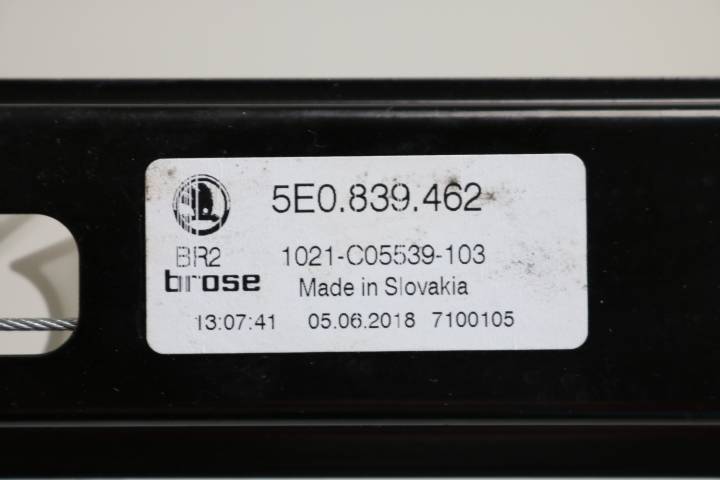 5E0.839.462
BR2
1021-C05539-103
brose
Made in Slovakia
13:07:41 05.06.2018 7100105